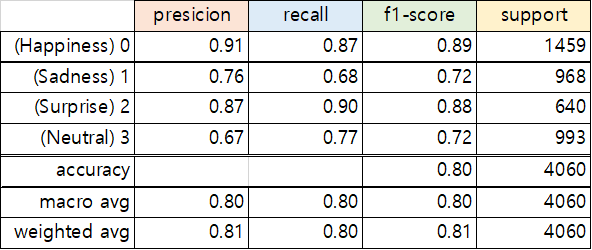 presicion recall f1-score support
(Happiness) 0 0.91 0.87 0.89 1459
(Sadness) 1 0.76 0.68 0.72 968
(Surprise) 2 0.87 0.90 0.88 640
(Neutral) 3 0.67 0.77 0.72 993
accuracy 0.80 4060
macro avg 0.80 0.80 0.80 4060
weighted avg 0.81 0.80 0.81 4060